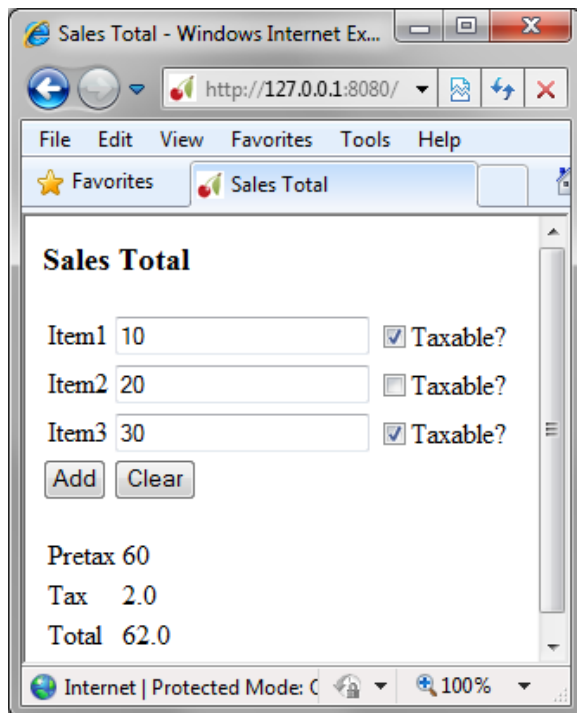 Sales Total - Windows Internet Ex...
http://127.0.0.1:8080/
File Edit View Favorites Tools Help
Favorites Sales Total
Sales Total
Item1 10 Taxable?
Item2 20 Taxable?
Item3 30 Taxable?
Add Clear
Pretax 60
Tax 2.0
Total 62.0
Internet | Protected Mode: 100%